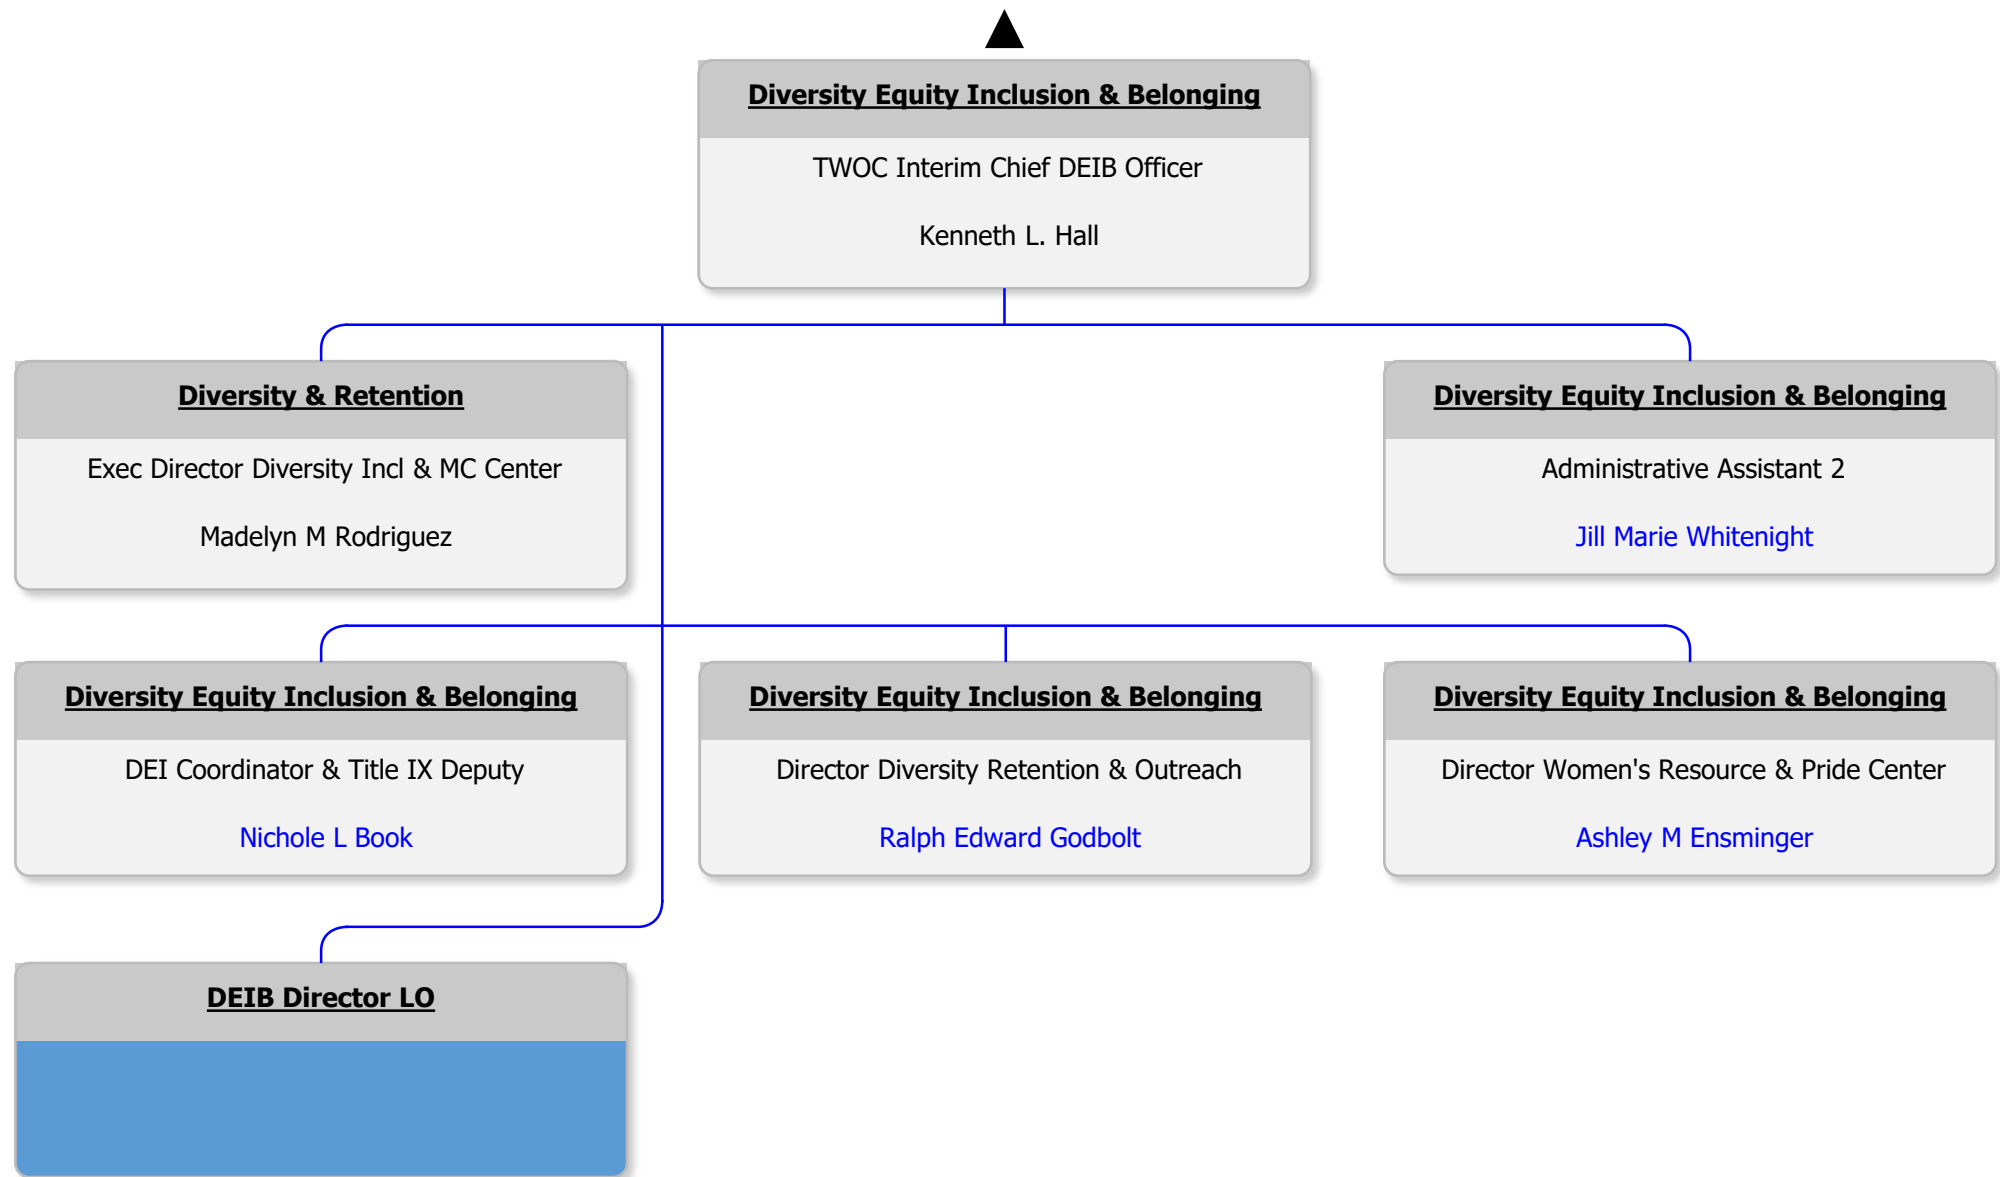 Diversity Equity Inclusion & Belonging
TWOC Interim Chief DEIB Officer
Kenneth L. Hall
Diversity & Retention
Exec Director Diversity Incl & MC Center
Madelyn M Rodriguez
Diversity Equity Inclusion & Belonging
Administrative Assistant 2
Jill Marie Whitenight
Diversity Equity Inclusion & Belonging
DEI Coordinator & Title IX Deputy
Nichole L Book
Diversity Equity Inclusion & Belonging
Director Diversity Retention & Outreach
Ralph Edward Godbolt
Diversity Equity Inclusion & Belonging
Director Women's Resource & Pride Center
Ashley M Ensminger
DEIB Director LO